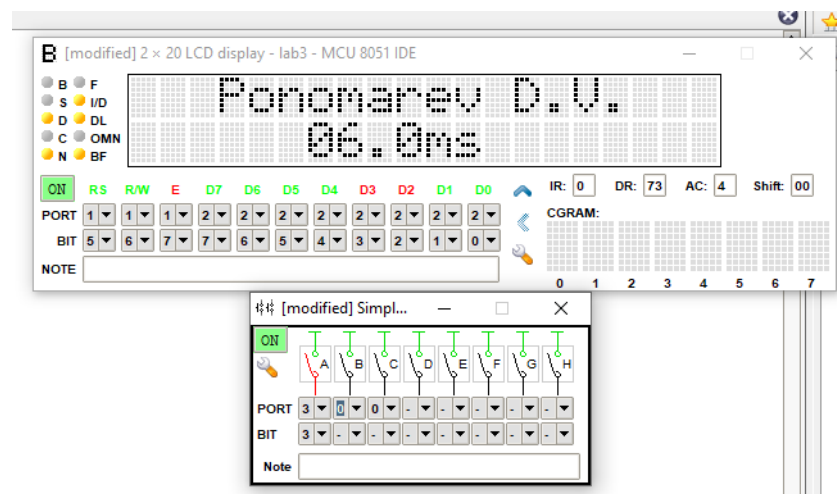 [modified] 2 × 20 LCD display - lab3 - MCU 8051 IDE
B F
S I/D
D DL
C OMN
N BF
Ponomarev D.V.
06.0ms
ON RS R/W E D7 D6 D5 D4 D3 D2 D1 D0
PORT 1 1 1 2 2 2 2 2 2 2 2
BIT 5 6 7 7 6 5 4 3 2 1 0
NOTE
IR: 0 DR: 73 AC: 4 Shift: 00
CGRAM:
0 1 2 3 4 5 6 7
[modified] Simpl...
ON
A B C D E F G H
PORT 3 0 0 - - - - -
BIT 3 - - - - - - -
Note